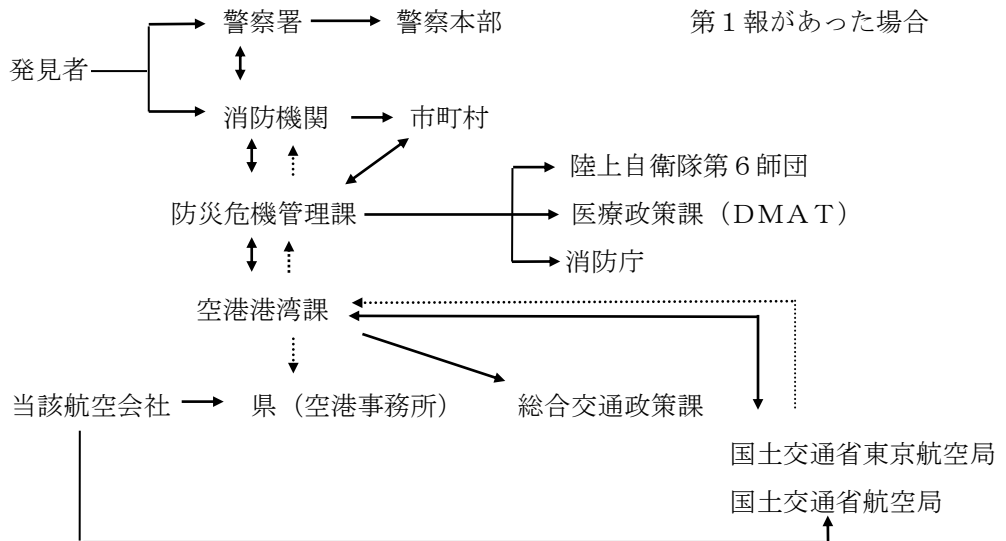 警察署
警察本部
第１報があった場合
発見者
消防機関
市町村
陸上自衛隊第６師団
防災危機管理課
医療政策課（ＤＭＡＴ）
消防庁
空港港湾課
当該航空会社
県（空港事務所）
総合交通政策課
国土交通省東京航空局
国土交通省航空局